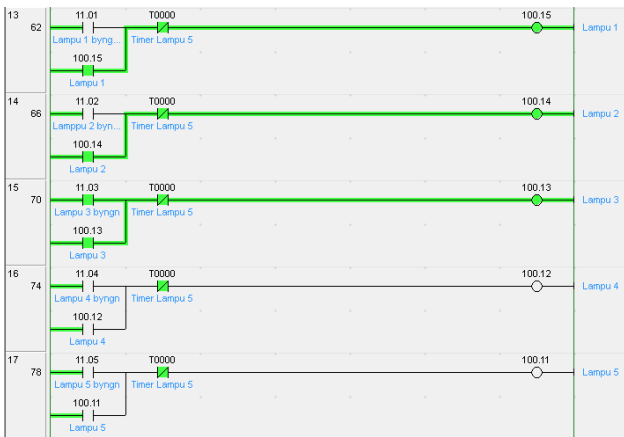 13 11.01 T0000 100.15
62 Lampu 1
Lampu 1 byng... Timer Lampu 5
100.15
Lampu 1
14 11.02 T0000 100.14
66 Lampu 2
Lamppu 2 byn... Timer Lampu 5
100.14
Lampu 2
15 11.03 T0000 100.13
70 Lampu 3
Lampu 3 byngn Timer Lampu 5
100.13
Lampu 3
16 11.04 T0000 100.12
74 Lampu 4
Lampu 4 byngn Timer Lampu 5
100.12
Lampu 4
17 11.05 T0000 100.11
78 Lampu 5
Lampu 5 byngn Timer Lampu 5
100.11
Lampu 5